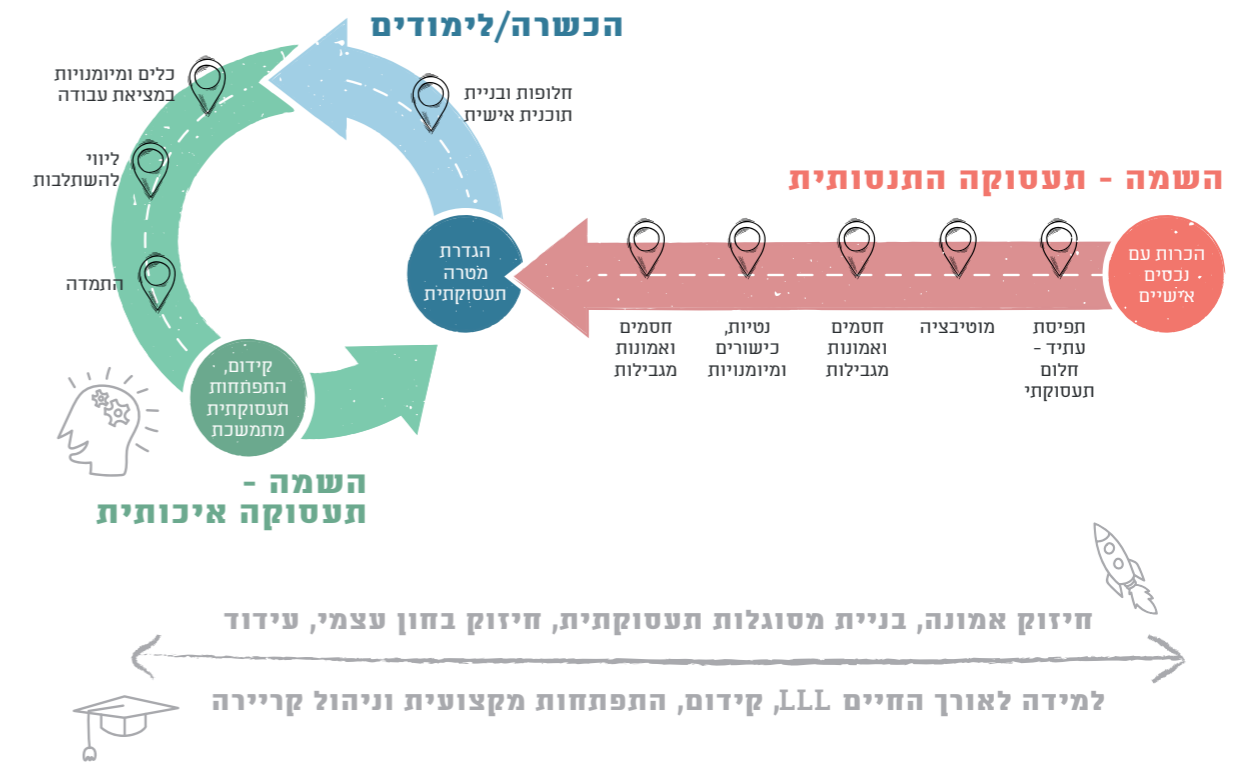 הכשרה/לימודים
חלופות ובניית
תוכנית אישית
כלים ומיומנויות
במציאת עבודה
ליווי
להשתלבות
התמדה
השמה - תעסוקה התנסותית
הכרות עם
נכסים
אישיים
תפיסת
עתיד -
חלום
תעסוקתי
מוטיבציה
חסמים
ואמונות
מגבילות
נטיות,
כישורים
ומיומנויות
חסמים
ואמונות
מגבילות
הגדרת
מטרה
תעסוקתית
קידום,
התפתחות
תעסוקתית
מתמשכת
השמה -
תעסוקה איכותית
חיזוק אמונה, בניית מסוגלות תעסוקתית, חיזוק בחון עצמי, עידוד
למידה לאורך החיים LLL, קידום, התפתחות מקצועית וניהול קריירה